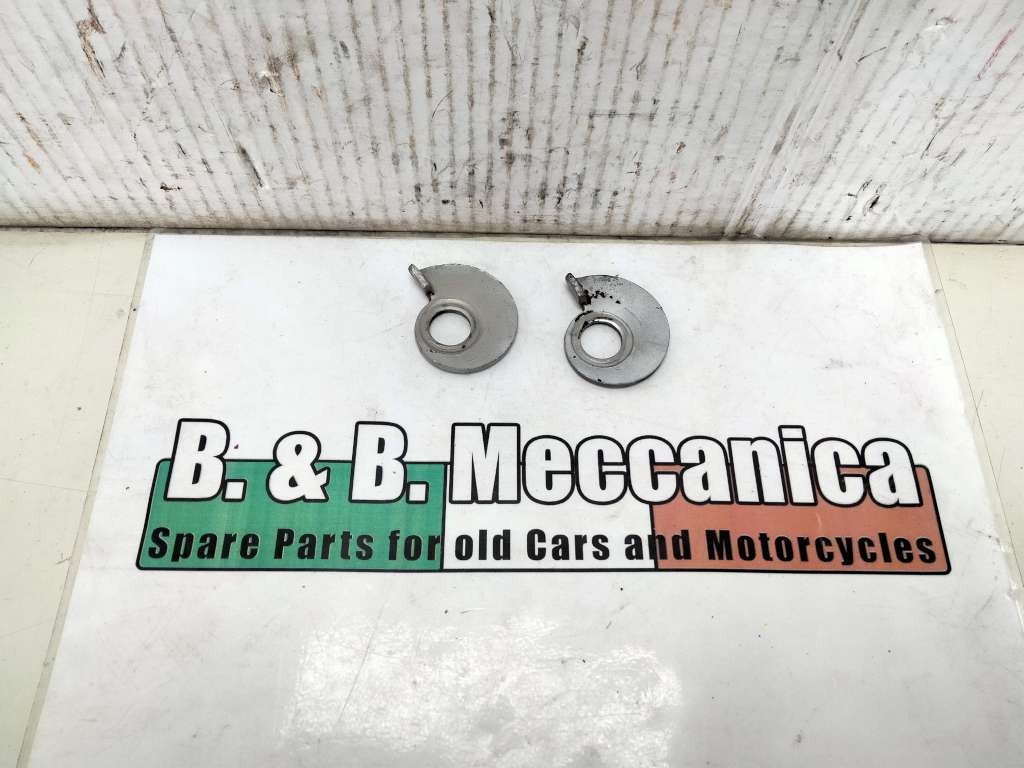 B. & B. Meccanica
Spare Parts for old Cars and Motorcycles